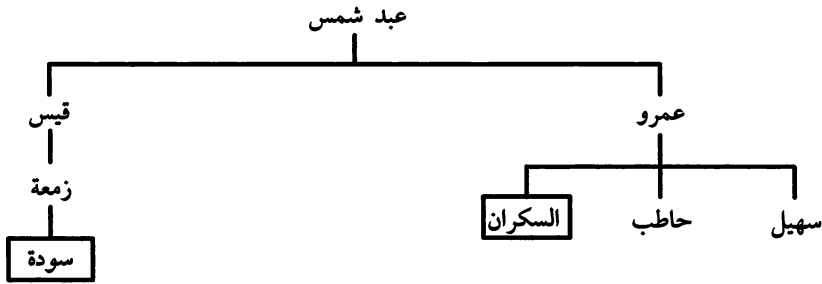 عبد شمس
عمرو
قيس
زمعة
سهيل
حاطب
السكران
سودة